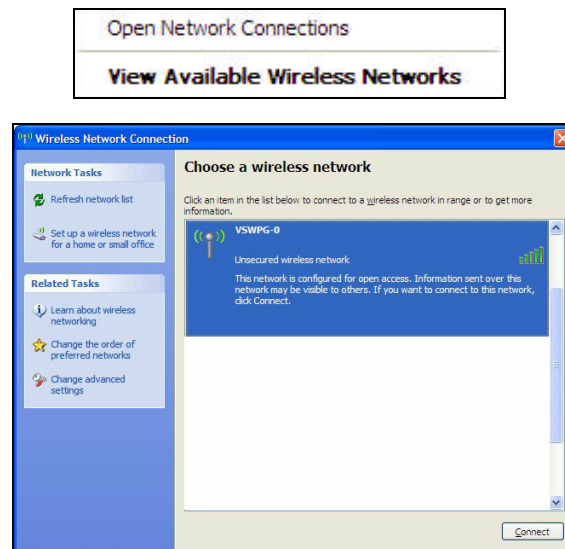 Open Network Connections
View Available Wireless Networks
Wireless Network Connection
Network Tasks
Refresh network list
Set up a wireless network
for a home or small office
Related Tasks
Learn about wireless
networking
Change the order of
preferred networks
Change advanced
settings
Choose a wireless network
Click an item in the list below to connect to a wireless network in range or to get more
information.
VSWPG-0
Unsecured wireless network
This network is configured for open access. Information sent over this
network may be visible to others. If you want to connect to this network,
click Connect.
Connect